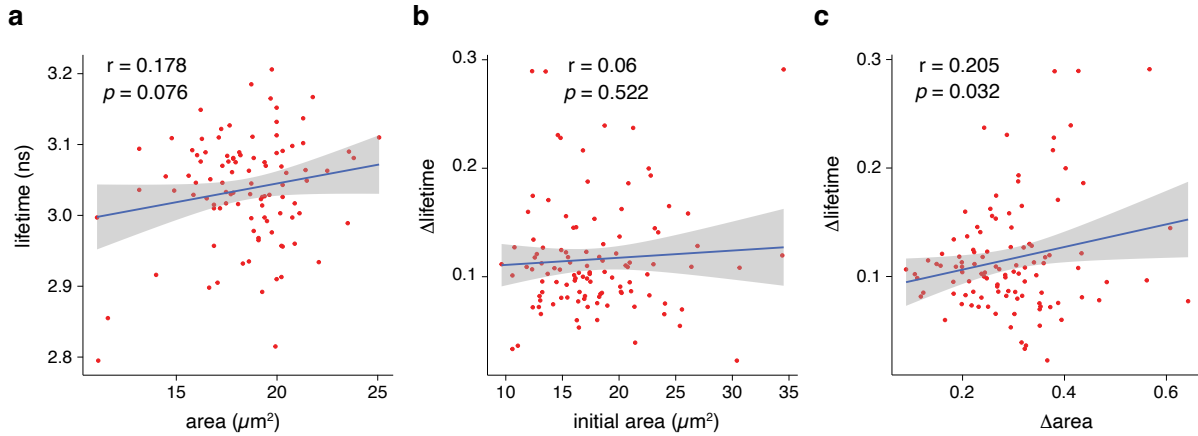 a
r = 0.178
p = 0.076
lifetime (ns)
3.2
3.1
3.0
2.9
2.8
15
20
25
area (µm²)
b
r = 0.06
p = 0.522
Δlifetime
0.3
0.2
0.1
10
15
20
25
30
35
initial area (µm²)
c
r = 0.205
p = 0.032
Δlifetime
0.3
0.2
0.1
0.2
0.4
0.6
Δarea